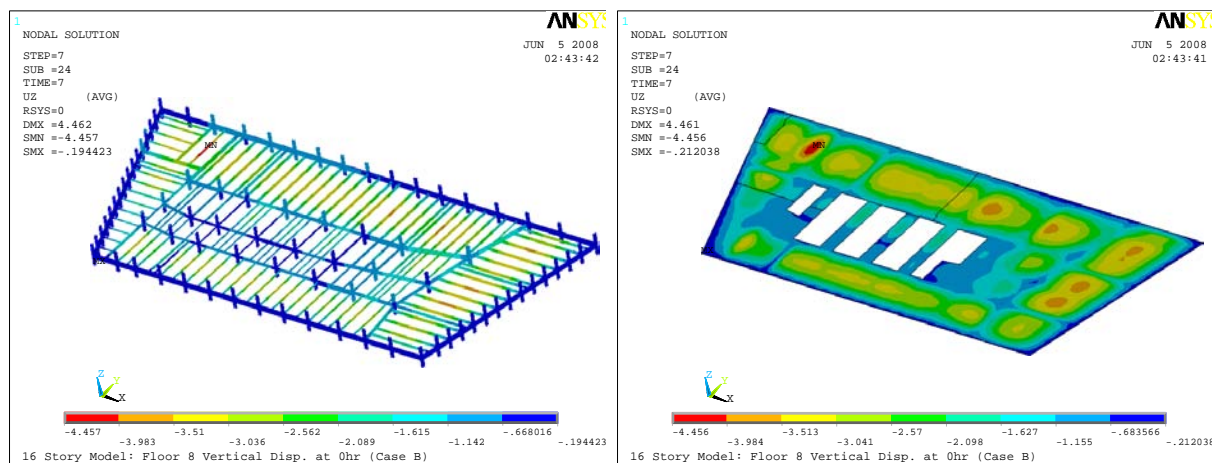 1
ANSYS
NODAL SOLUTION
JUN 5 2008
02:43:42
STEP=7
SUB =24
TIME=7
UZ (AVG)
RSYS=0
DMX=4.462
SMN =-4.457
SMX =-.194423
MN
MX
Z
Y
X
-4.457 -3.983 -3.51 -3.036 -2.562 -2.089 -1.615 -1.142 -.668016 -.194423
16 Story Model: Floor 8 Vertical Disp. at 0hr (Case B)
1
ANSYS
NODAL SOLUTION
JUN 5 2008
02:43:41
STEP=7
SUB =24
TIME=7
UZ (AVG)
RSYS=0
DMX=4.461
SMN =-4.456
SMX =-.212038
MN
Z
Y
X
-4.456 -3.984 -3.513 -3.041 -2.57 -2.098 -1.627 -1.155 -.683566 -.212038
16 Story Model: Floor 8 Vertical Disp. at 0hr (Case B)